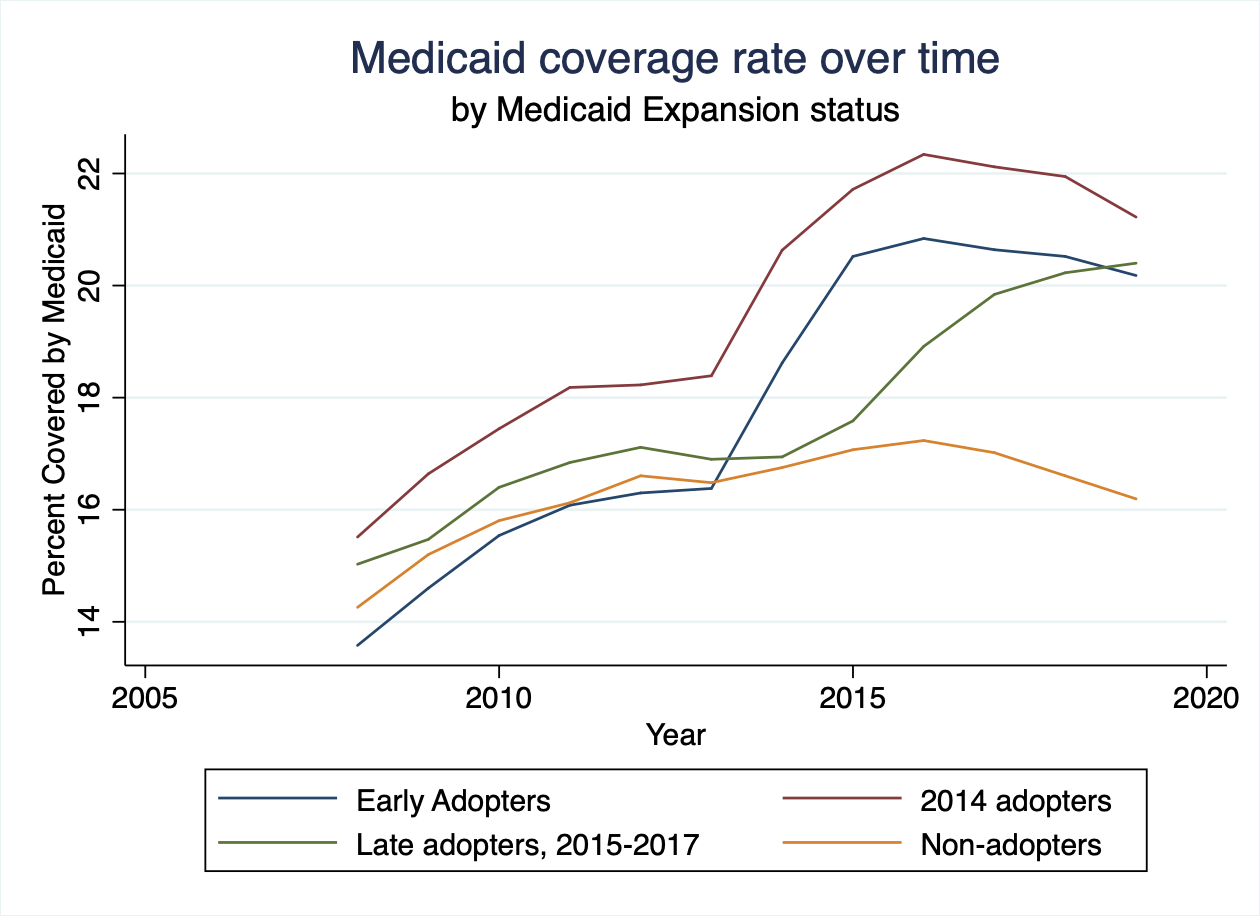 Medicaid coverage rate over time
by Medicaid Expansion status
Percent Covered by Medicaid
22
20
18
16
14
2005 2010 2015 2020
Year
Early Adopters 2014 adopters
Late adopters, 2015-2017 Non-adopters